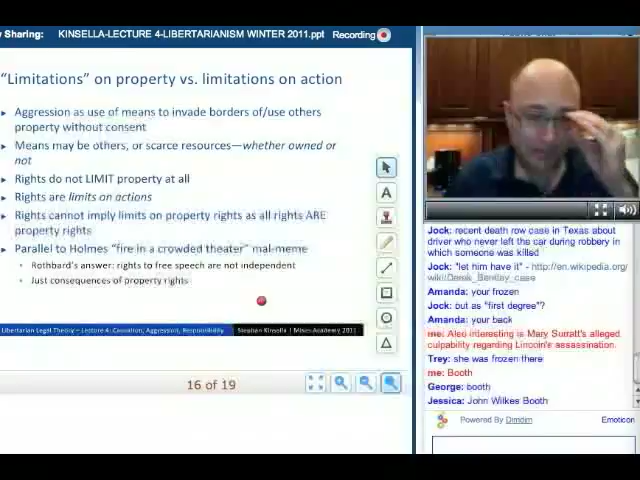 Sharing: KINSELLA-LECTURE 4-LIBERTARIANISM WINTER 2011.ppt Recording
"Limitations" on property vs. limitations on action
Aggression as use of means to invade borders of/use others
property without consent
Means may be others, or scarce resources—whether owned or
not
Rights do not LIMIT property at all
Rights are limits on actions
Rights cannot imply limits on property rights as all rights ARE
property rights
Parallel to Holmes "fire in a crowded theater" mal-meme
Rothbard's answer: rights to free speech are not independent
Just consequences of property rights
Libertarian Legal Theory – Lecture 4: Causation, Aggression, Responsibility
Stephan Kinsella | Mises Academy 2011
16 of 19
A
Jock: recent death row case in Texas about
driver who never left the car during robbery in
which someone was killed
Jock: "let him have it" - http://en.wikipedia.org/
wiki/Derek_Bentley_case
Amanda: your frozen
Jock: but as "first degree"?
Amanda: your back
me: Also interesting is Mary Surratt's alleged
culpability regarding Lincoln's assassination.
Trey: she was frozen there
me: Booth
George: booth
Jessica: John Wilkes Booth
Powered By Dimdim
Emoticon